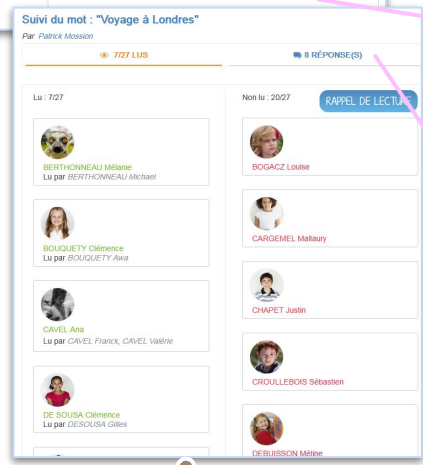 Suivi du mot : "Voyage à Londres"
Par Patrick Mossion
7/27 LUS
8 RÉPONSE(S)
Lu : 7/27
BERTHONNEAU Mélanie
Lu par BERTHONNEAU Michael
BOUQUETY Clémence
Lu par BOUQUETY Awa
CAVEL Ana
Lu par CAVEL Franck, CAVEL Valérie
DE SOUSA Clémence
Lu par DESOUSA Gilles
Non lu : 20/27
RAPPEL DE LECTURE
BOGACZ Louise
CARGEMEL Mallaury
CHAPET Justin
CROULLEBOIS Sébastien
DEBUISSON Méline